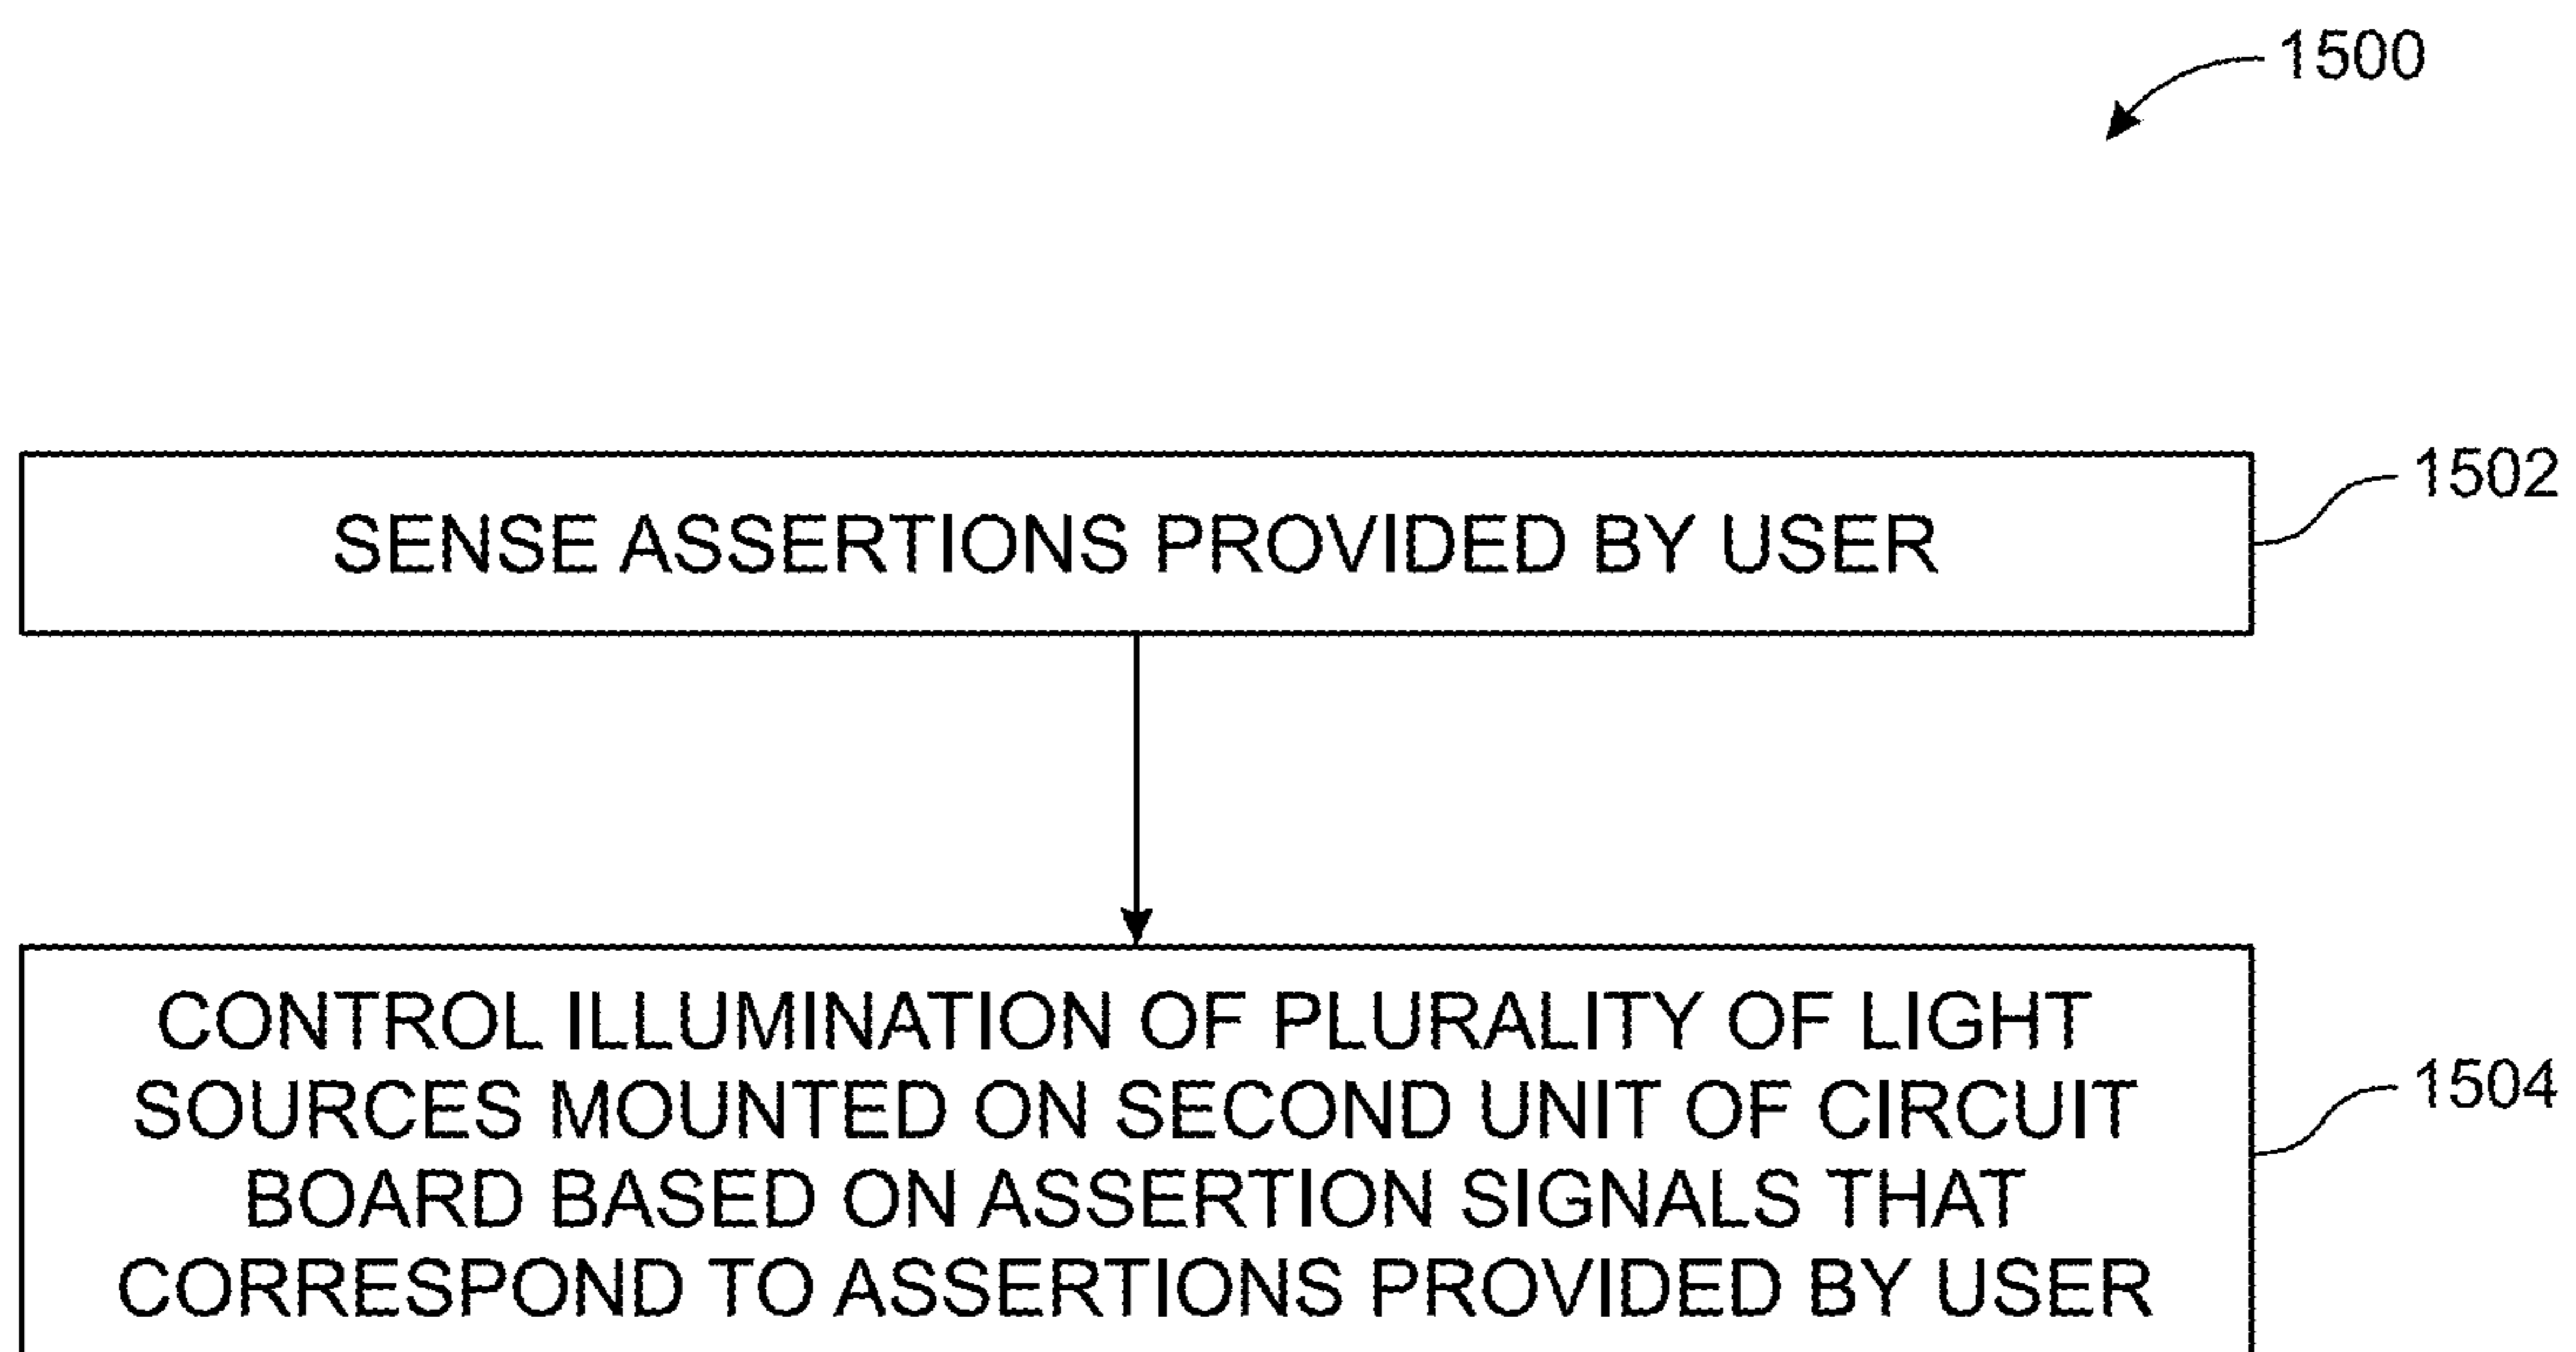 1500
SENSE ASSERTIONS PROVIDED BY USER
1502
CONTROL ILLUMINATION OF PLURALITY OF LIGHT
SOURCES MOUNTED ON SECOND UNIT OF CIRCUIT
BOARD BASED ON ASSERTION SIGNALS THAT
CORRESPOND TO ASSERTIONS PROVIDED BY USER
1504